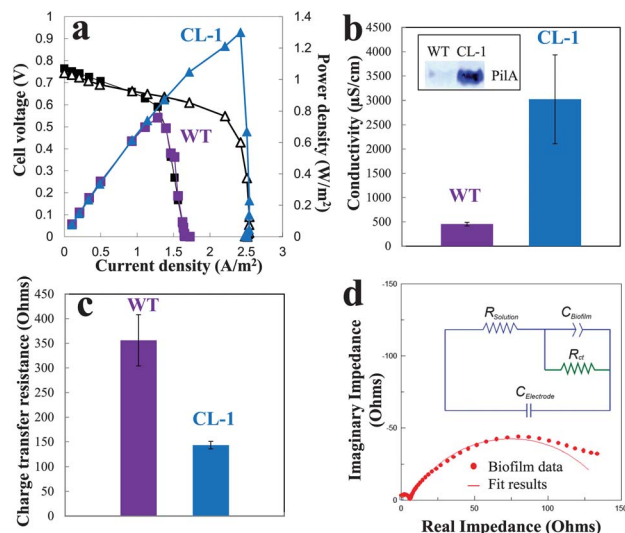 a
CL-1
WT
Cell voltage (V)
Power density (W/m²)
Current density (A/m²)
1
0.9
0.8
0.7
0.6
0.5
0.4
0.3
0.2
0.1
0
1.4
1.2
1
0.8
0.6
0.4
0.2
0
0 0.5 1 1.5 2 2.5 3
b
CL-1
WT CL-1
PilA
WT
Conductivity (µS/cm)
4500
4000
3500
3000
2500
2000
1500
1000
500
0
c
WT
CL-1
Charge transfer resistance (Ohms)
450
400
350
300
250
200
150
100
50
0
d
R Solution
C Biofilm
R ct
C Electrode
Imaginary Impedance
(Ohms)
-150
-100
-50
0
Biofilm data
Fit results
0 50 100 150
Real Impedance (Ohms)